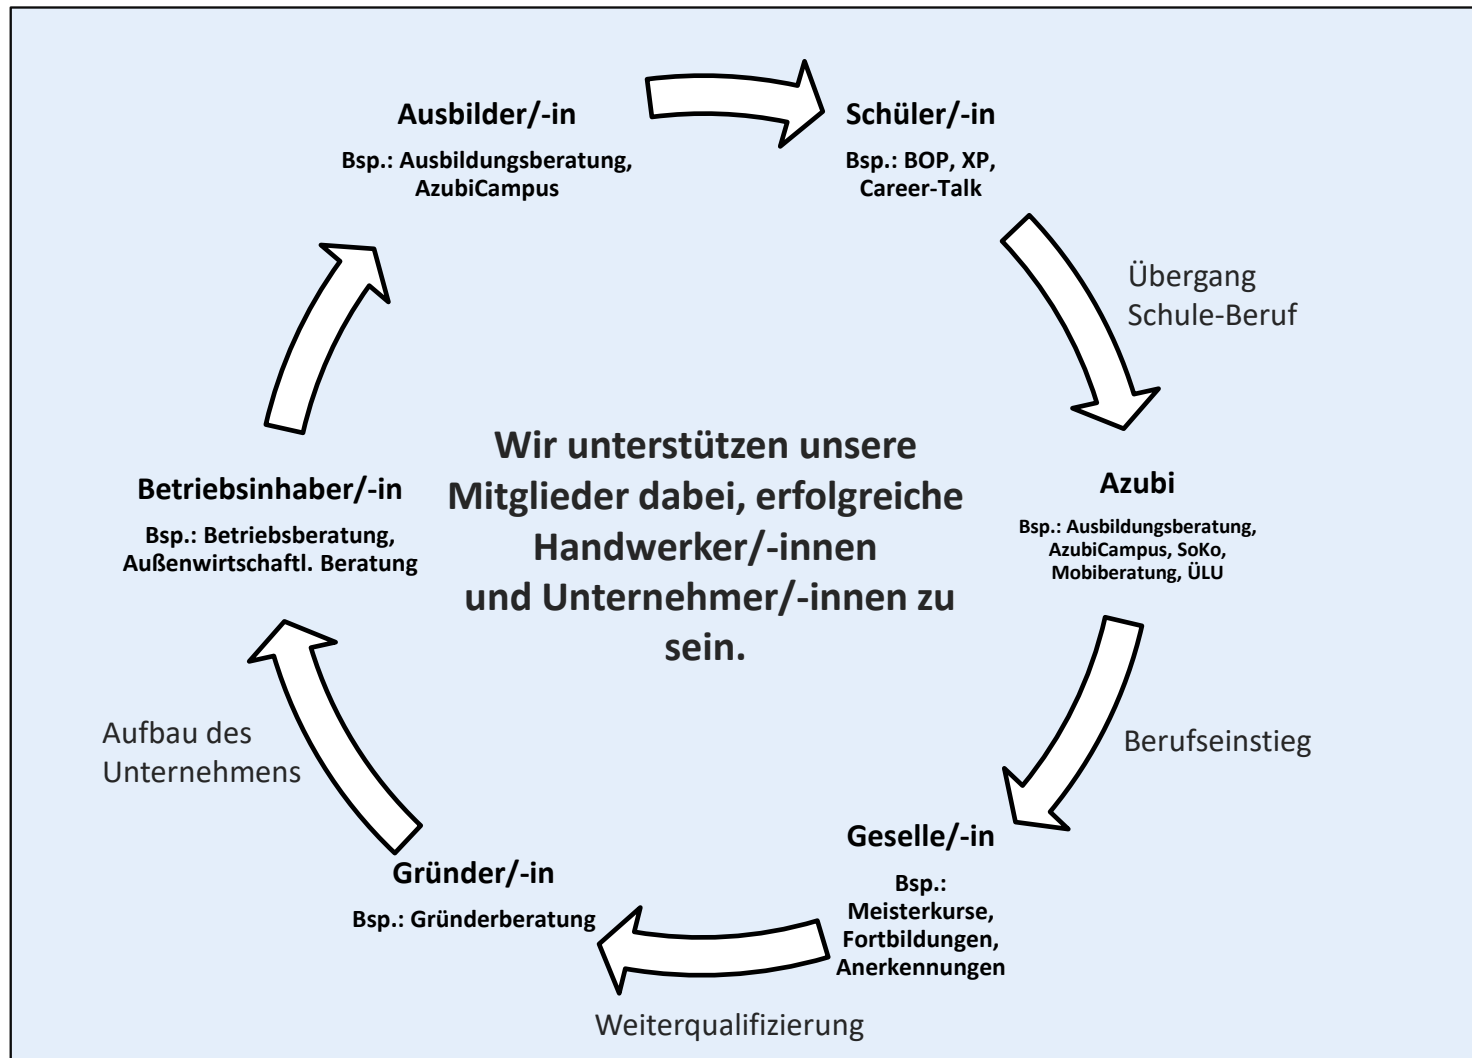 Ausbilder/-in
Bsp.: Ausbildungsberatung,
AzubiCampus
Schüler/-in
Bsp.: BOP, XP,
Career-Talk
Übergang
Schule-Beruf
Azubi
Bsp.: Ausbildungsberatung,
AzubiCampus, SoKo,
Mobiberatung, ÜLU
Berufseinstieg
Geselle/-in
Bsp.:
Meisterkurse,
Fortbildungen,
Anerkennungen
Weiterqualifizierung
Gründer/-in
Bsp.: Gründerberatung
Aufbau des
Unternehmens
Betriebsinhaber/-in
Bsp.: Betriebsberatung,
Außenwirtschaftl. Beratung
Wir unterstützen unsere
Mitglieder dabei, erfolgreiche
Handwerker/-innen
und Unternehmer/-innen zu
sein.